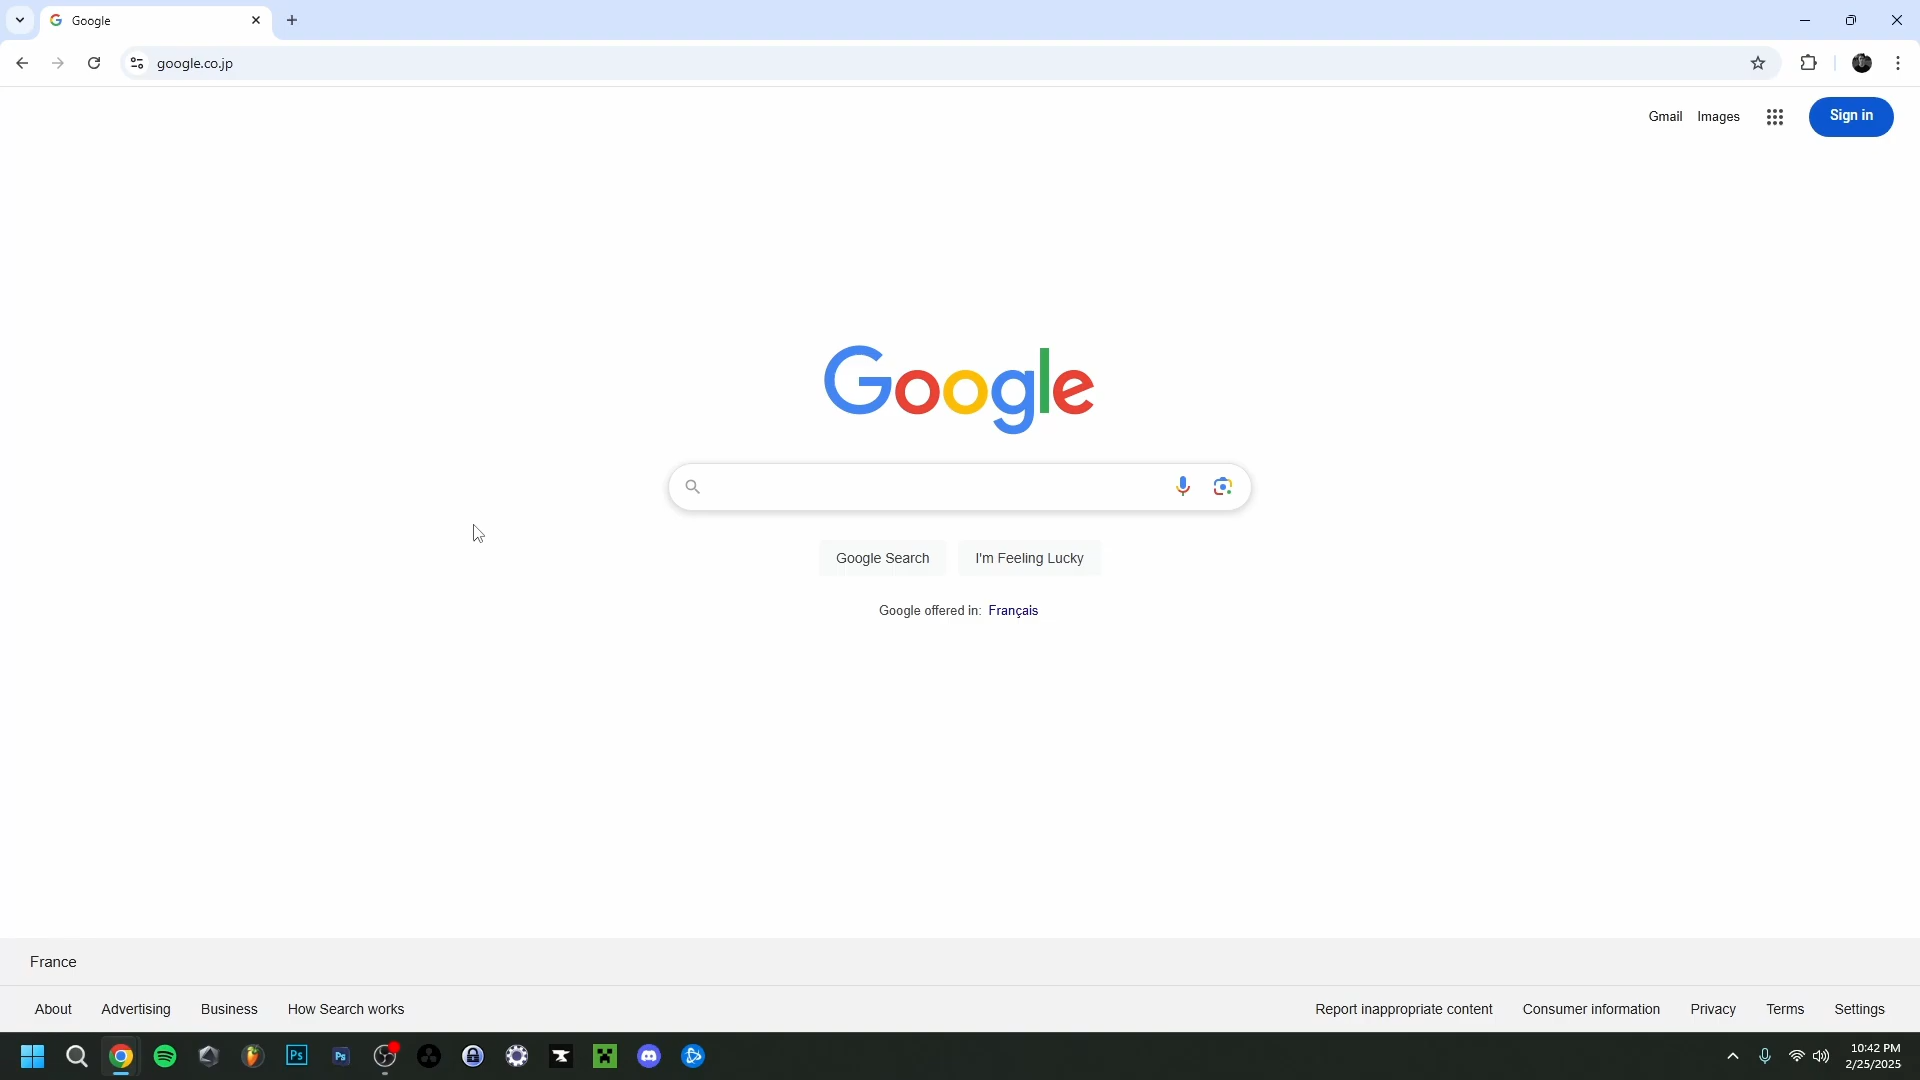 Google
google.co.jp
Gmail Images Sign in
Google
Google Search I'm Feeling Lucky
Google offered in: Français
France
About Advertising Business How Search works Report inappropriate content Consumer information Privacy Terms Settings
Ps Ps 10:42 PM
2/25/2025